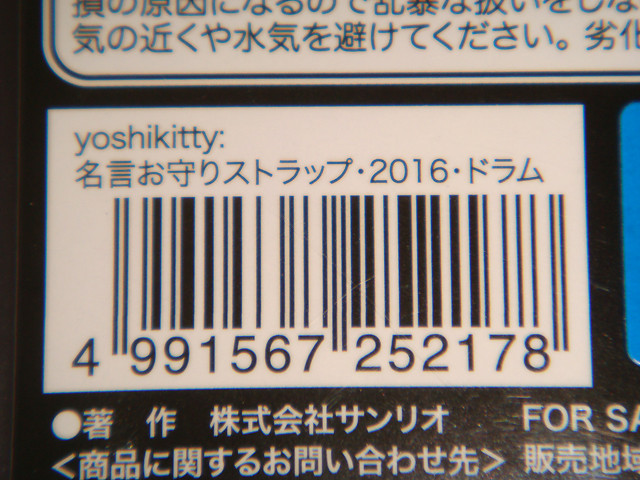 損の原因になるので乱暴な扱いをしな
気の近くや水気を避けてください。劣化
yoshikitty:
名言お守りストラップ・2016・ドラム
4 991567 252178
●著 作 株式会社サンリオ FOR SA
<商品に関するお問い合わせ先> 販売地域